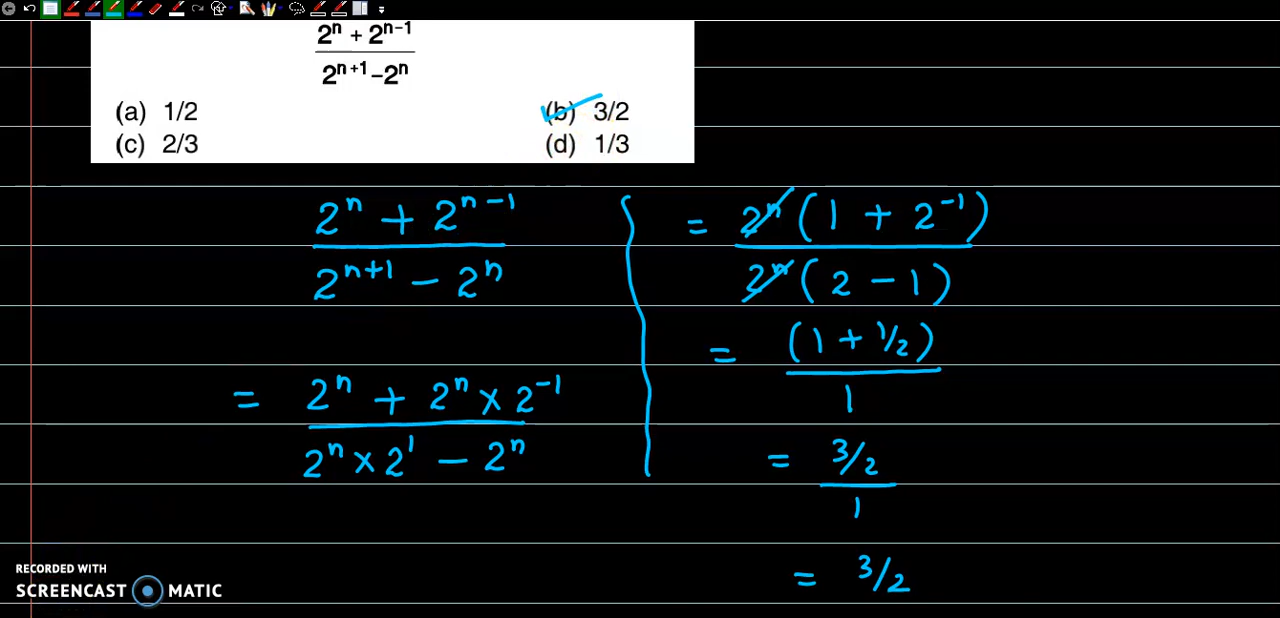 2ⁿ + 2ⁿ⁻¹
2ⁿ⁺¹ –2ⁿ
(a) 1/2 (b) 3/2
(c) 2/3 (d) 1/3
2ⁿ + 2ⁿ⁻¹
2ⁿ⁺¹ – 2ⁿ
= 2ⁿ + 2ⁿ × 2⁻¹
2ⁿ × 2¹ – 2ⁿ
= 2ⁿ (1 + 2⁻¹)
2ⁿ (2 – 1)
= (1 + 1/2)
1
= 3/2
1
= 3/2
RECORDED WITH
SCREENCAST MATIC